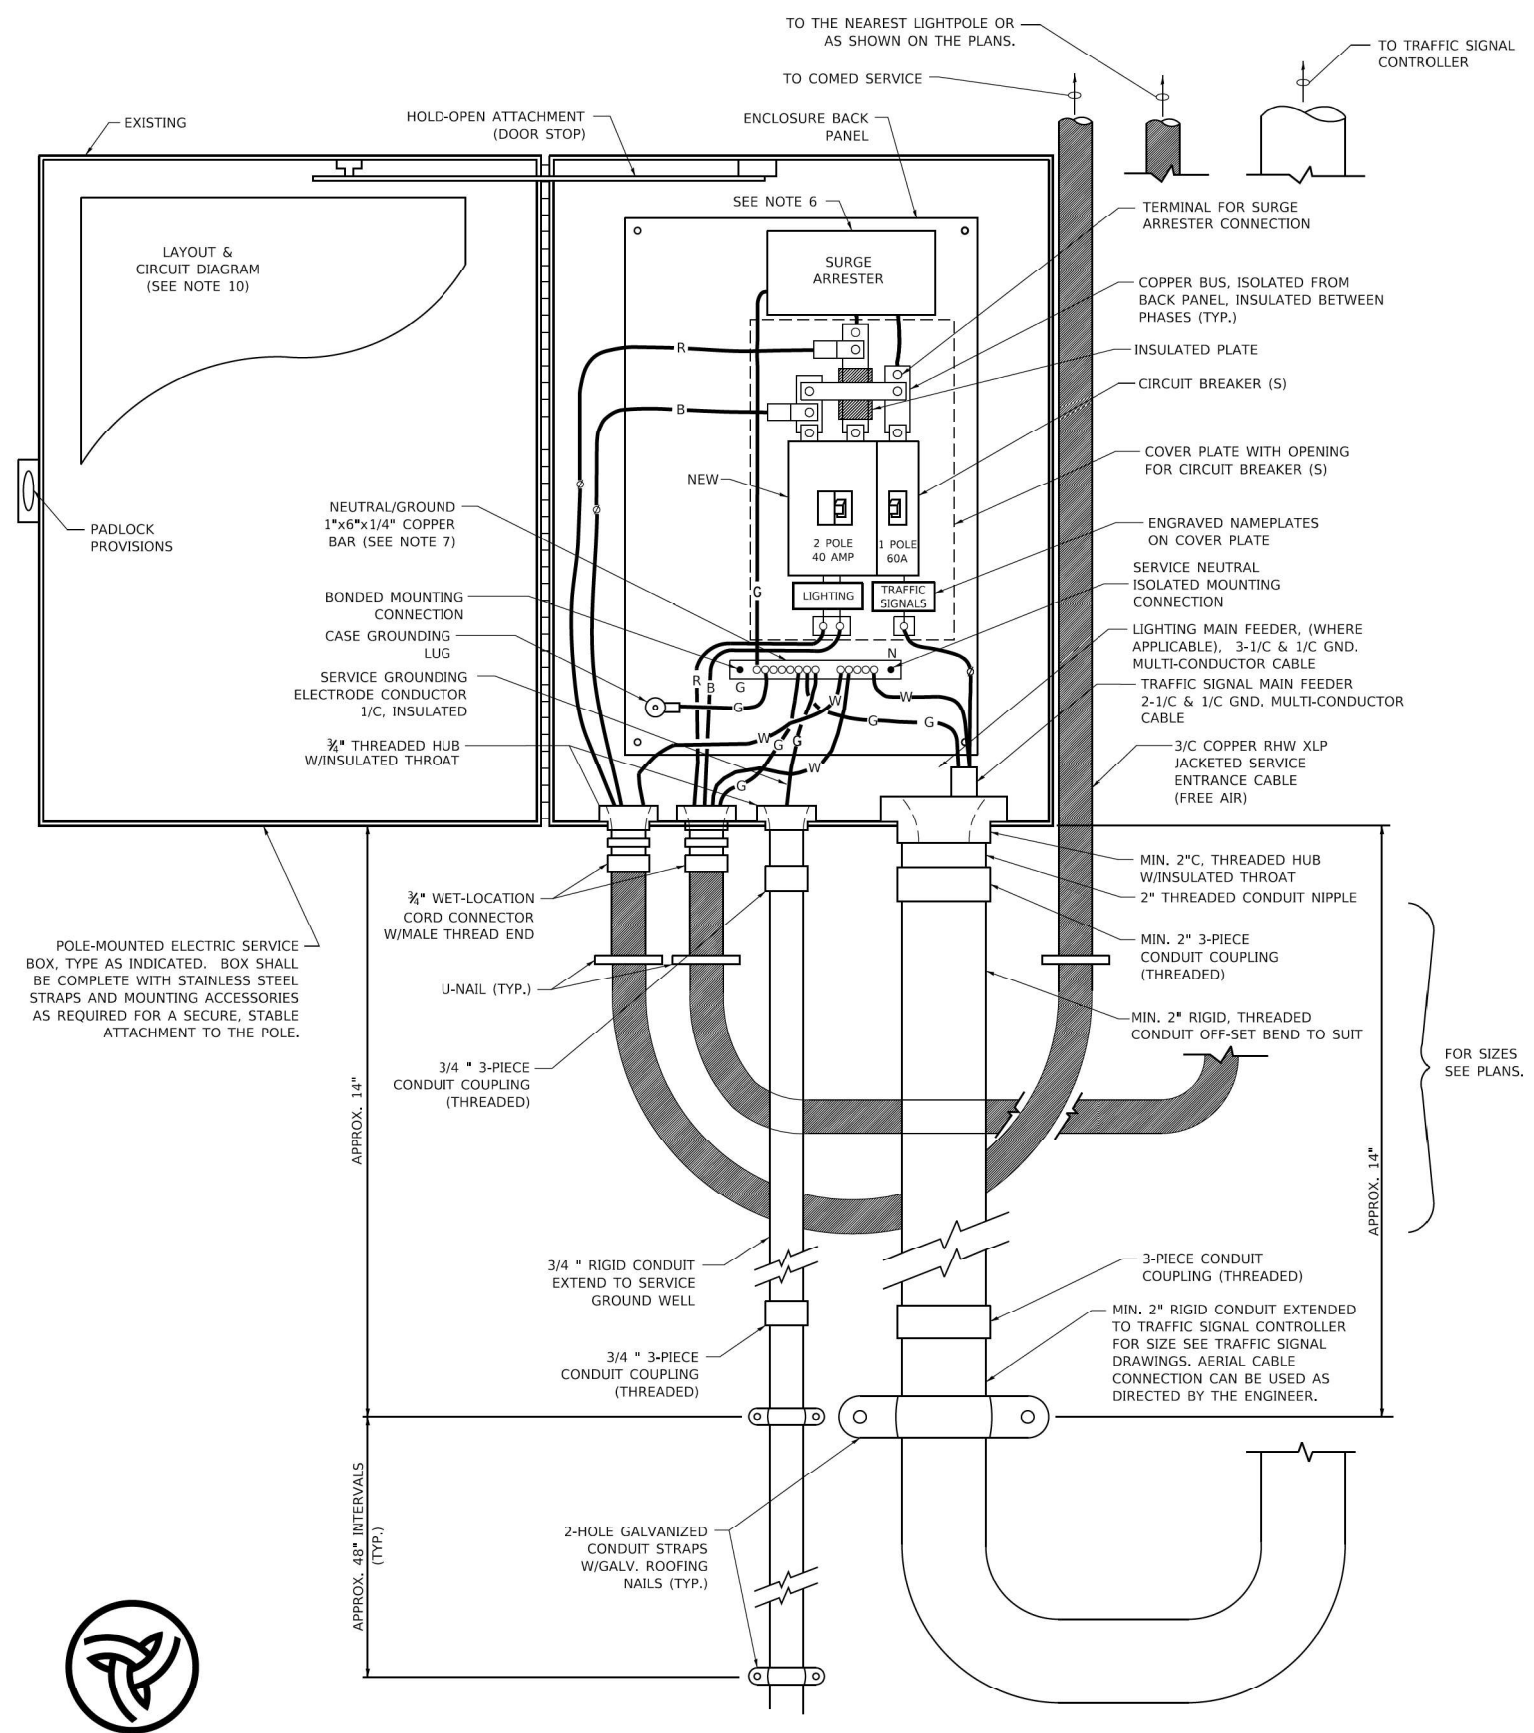 TO THE NEAREST LIGHTPOLE OR
AS SHOWN ON THE PLANS.
TO TRAFFIC SIGNAL
CONTROLLER
TO COMED SERVICE
EXISTING
HOLD-OPEN ATTACHMENT
(DOOR STOP)
ENCLOSURE BACK
PANEL
SEE NOTE 6
TERMINAL FOR SURGE
ARRESTER CONNECTION
LAYOUT &
CIRCUIT DIAGRAM
(SEE NOTE 10)
SURGE
ARRESTER
COPPER BUS, ISOLATED FROM
BACK PANEL, INSULATED BETWEEN
PHASES (TYP.)
R
INSULATED PLATE
CIRCUIT BREAKER (S)
B
COVER PLATE WITH OPENING
FOR CIRCUIT BREAKER (S)
NEW
Ø
Ø
NEUTRAL/GROUND
1"x6"x1/4" COPPER
BAR (SEE NOTE 7)
PADLOCK
PROVISIONS
ENGRAVED NAMEPLATES
ON COVER PLATE
2 POLE
40 AMP
1 POLE
60A
SERVICE NEUTRAL
ISOLATED MOUNTING
CONNECTION
G
LIGHTING
TRAFFIC
SIGNALS
BONDED MOUNTING
CONNECTION
CASE GROUNDING
LUG
LIGHTING MAIN FEEDER, (WHERE
APPLICABLE), 3-1/C & 1/C GND.
MULTI-CONDUCTOR CABLE
N
SERVICE GROUNDING
ELECTRODE CONDUCTOR
1/C, INSULATED
R
B
G
Ø
TRAFFIC SIGNAL MAIN FEEDER
2-1/C & 1/C GND. MULTI-CONDUCTOR
CABLE
G
W
W
G
G
W
G
G
W
G
¾" THREADED HUB
W/INSULATED THROAT
3/C COPPER RHW XLP
JACKETED SERVICE
ENTRANCE CABLE
(FREE AIR)
MIN. 2"C, THREADED HUB
W/INSULATED THROAT
2" THREADED CONDUIT NIPPLE
¾" WET-LOCATION
CORD CONNECTOR
W/MALE THREAD END
POLE-MOUNTED ELECTRIC SERVICE
BOX, TYPE AS INDICATED. BOX SHALL
BE COMPLETE WITH STAINLESS STEEL
STRAPS AND MOUNTING ACCESSORIES
AS REQUIRED FOR A SECURE, STABLE
ATTACHMENT TO THE POLE.
MIN. 2" 3-PIECE
CONDUIT COUPLING
(THREADED)
U-NAIL (TYP.)
MIN. 2" RIGID, THREADED
CONDUIT OFF-SET BEND TO SUIT
FOR SIZES
SEE PLANS.
3/4 " 3-PIECE
CONDUIT COUPLING
(THREADED)
APPROX. 14"
APPROX. 14"
3/4 " RIGID CONDUIT
EXTEND TO SERVICE
GROUND WELL
3-PIECE CONDUIT
COUPLING (THREADED)
MIN. 2" RIGID CONDUIT EXTENDED
TO TRAFFIC SIGNAL CONTROLLER
FOR SIZE SEE TRAFFIC SIGNAL
DRAWINGS. AERIAL CABLE
CONNECTION CAN BE USED AS
DIRECTED BY THE ENGINEER.
3/4 " 3-PIECE
CONDUIT COUPLING
(THREADED)
APPROX. 48" INTERVALS
(TYP.)
2-HOLE GALVANIZED
CONDUIT STRAPS
W/GALV. ROOFING
NAILS (TYP.)